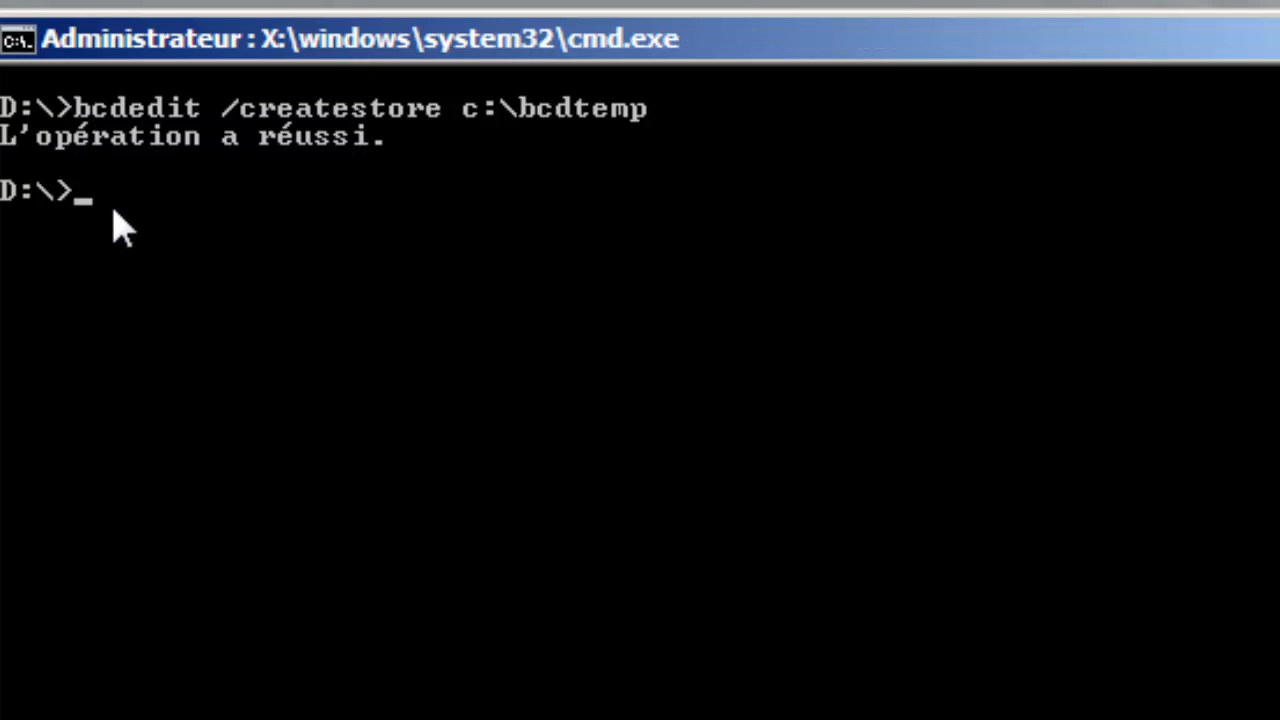 Administrateur : X:\windows\system32\cmd.exe
D:\>bcdedit /createstore c:\bcdtemp
L'opération a réussi.
D:\>_